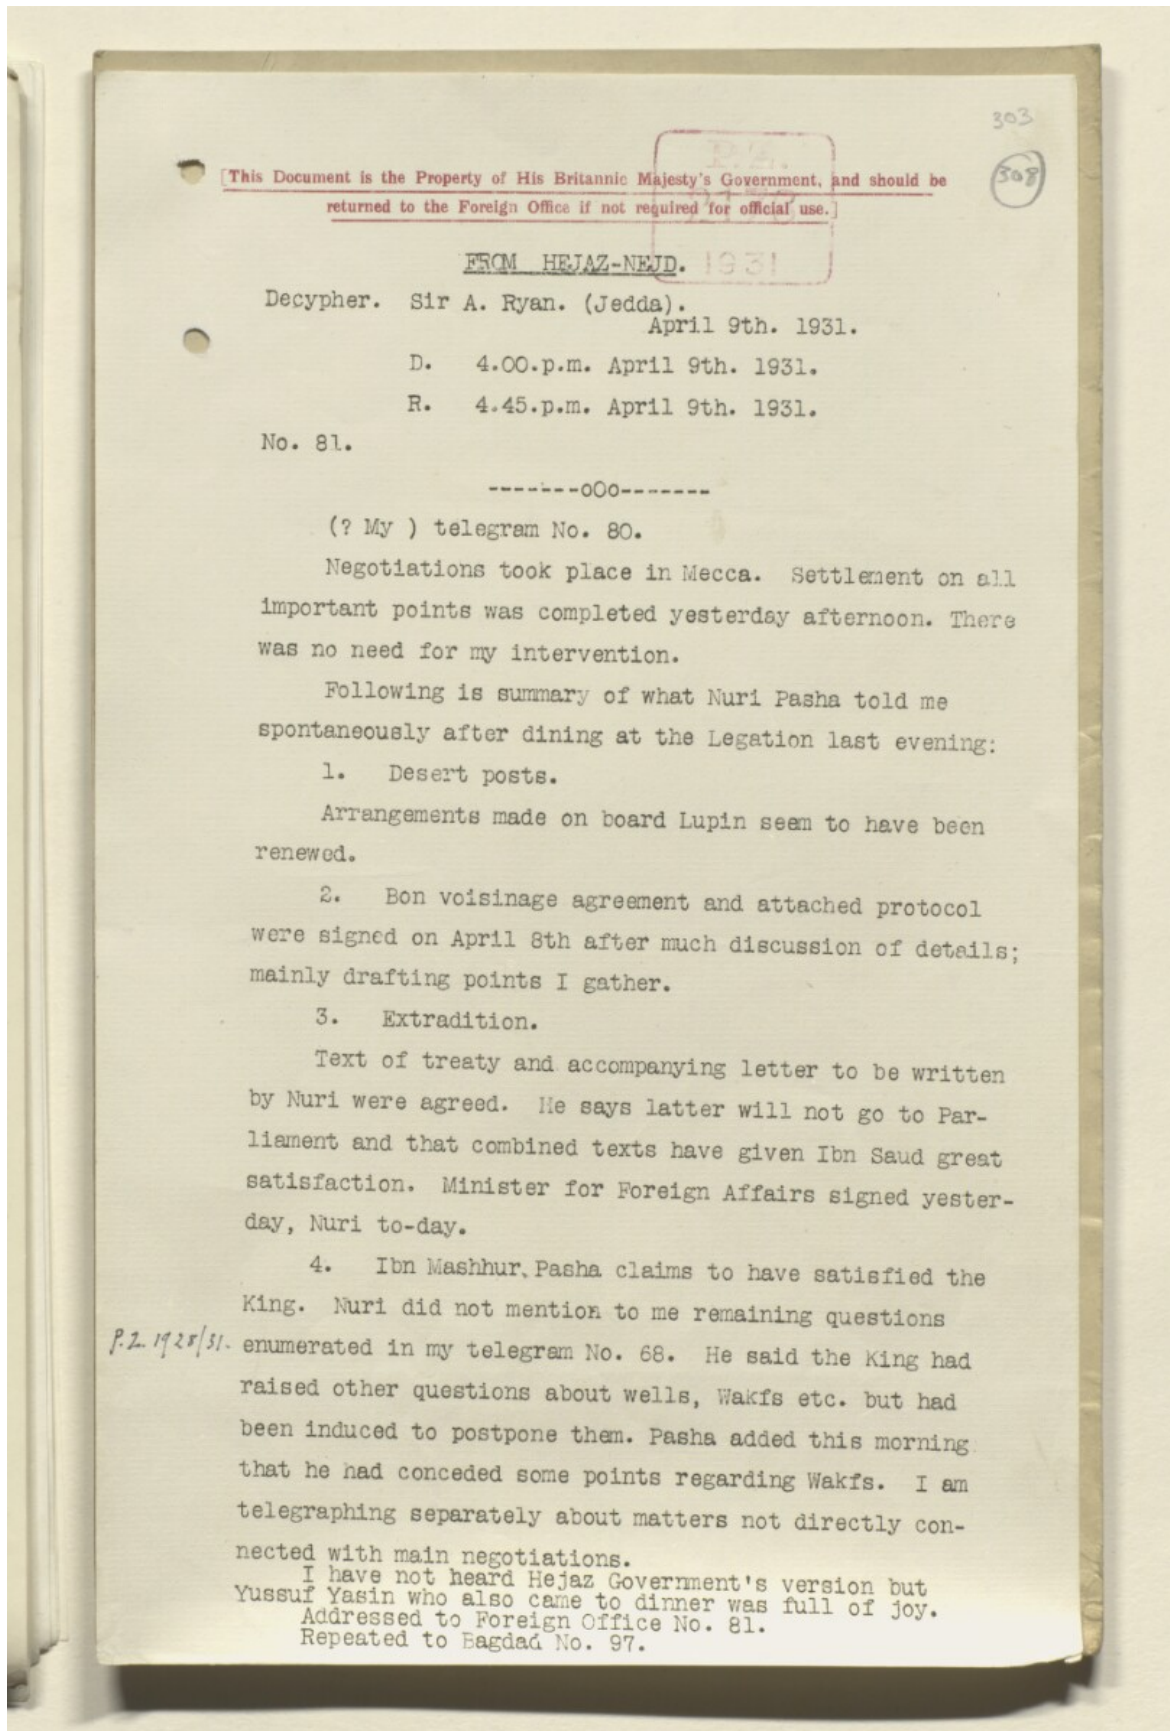 303
308
P.Z.
1931
[This Document is the Property of His Britannic Majesty's Government, and should be
returned to the Foreign Office if not required for official use.]
FROM HEJAZ-NEJD.
Decypher. Sir A. Ryan. (Jedda).
April 9th. 1931.
D. 4.00.p.m. April 9th. 1931.
R. 4.45.p.m. April 9th. 1931.
No. 81.
-------oOo-------
(? My ) telegram No. 80.
Negotiations took place in Mecca. Settlement on all
important points was completed yesterday afternoon. There
was no need for my intervention.
Following is summary of what Nuri Pasha told me
spontaneously after dining at the Legation last evening:
1. Desert posts.
Arrangements made on board Lupin seem to have been
renewed.
2. Bon voisinage agreement and attached protocol
were signed on April 8th after much discussion of details;
mainly drafting points I gather.
3. Extradition.
Text of treaty and accompanying letter to be written
by Nuri were agreed. He says latter will not go to Par-
liament and that combined texts have given Ibn Saud great
satisfaction. Minister for Foreign Affairs signed yester-
day, Nuri to-day.
4. Ibn Mashhur. Pasha claims to have satisfied the
King. Nuri did not mention to me remaining questions
P.Z. 1928/31. enumerated in my telegram No. 68. He said the King had
raised other questions about wells, Wakfs etc. but had
been induced to postpone them. Pasha added this morning
that he had conceded some points regarding Wakfs. I am
telegraphing separately about matters not directly con-
nected with main negotiations.
I have not heard Hejaz Government's version but
Yussuf Yasin who also came to dinner was full of joy.
Addressed to Foreign Office No. 81.
Repeated to Bagdad No. 97.